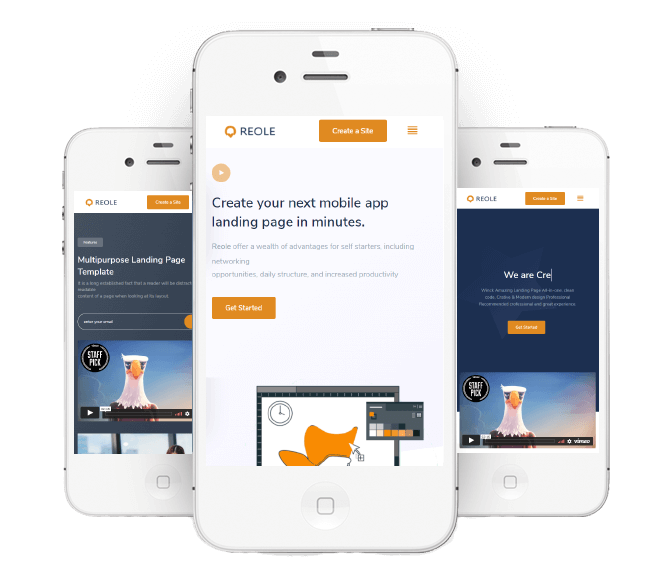 REOLE
Create a Site
Create your next mobile app
landing page in minutes.
Reole offer a wealth of advantages for self starters, including
networking
opportunities, daily structure, and increased productivity
Get Started
REOLE
Create a Site
Website
Multipurpose Landing Page
Template
It is a long established fact that a reader will be distracted
readable
content of a page when looking at its layout.
enter your email
STAFF
PICK
REOLE
Create a Site
We are Cre
Amazing Landing Page All-in-one, clean
code, Creative & Modern design Professional
Recommended professional and great experience.
Get Started
STAFF
PICK
vimeo